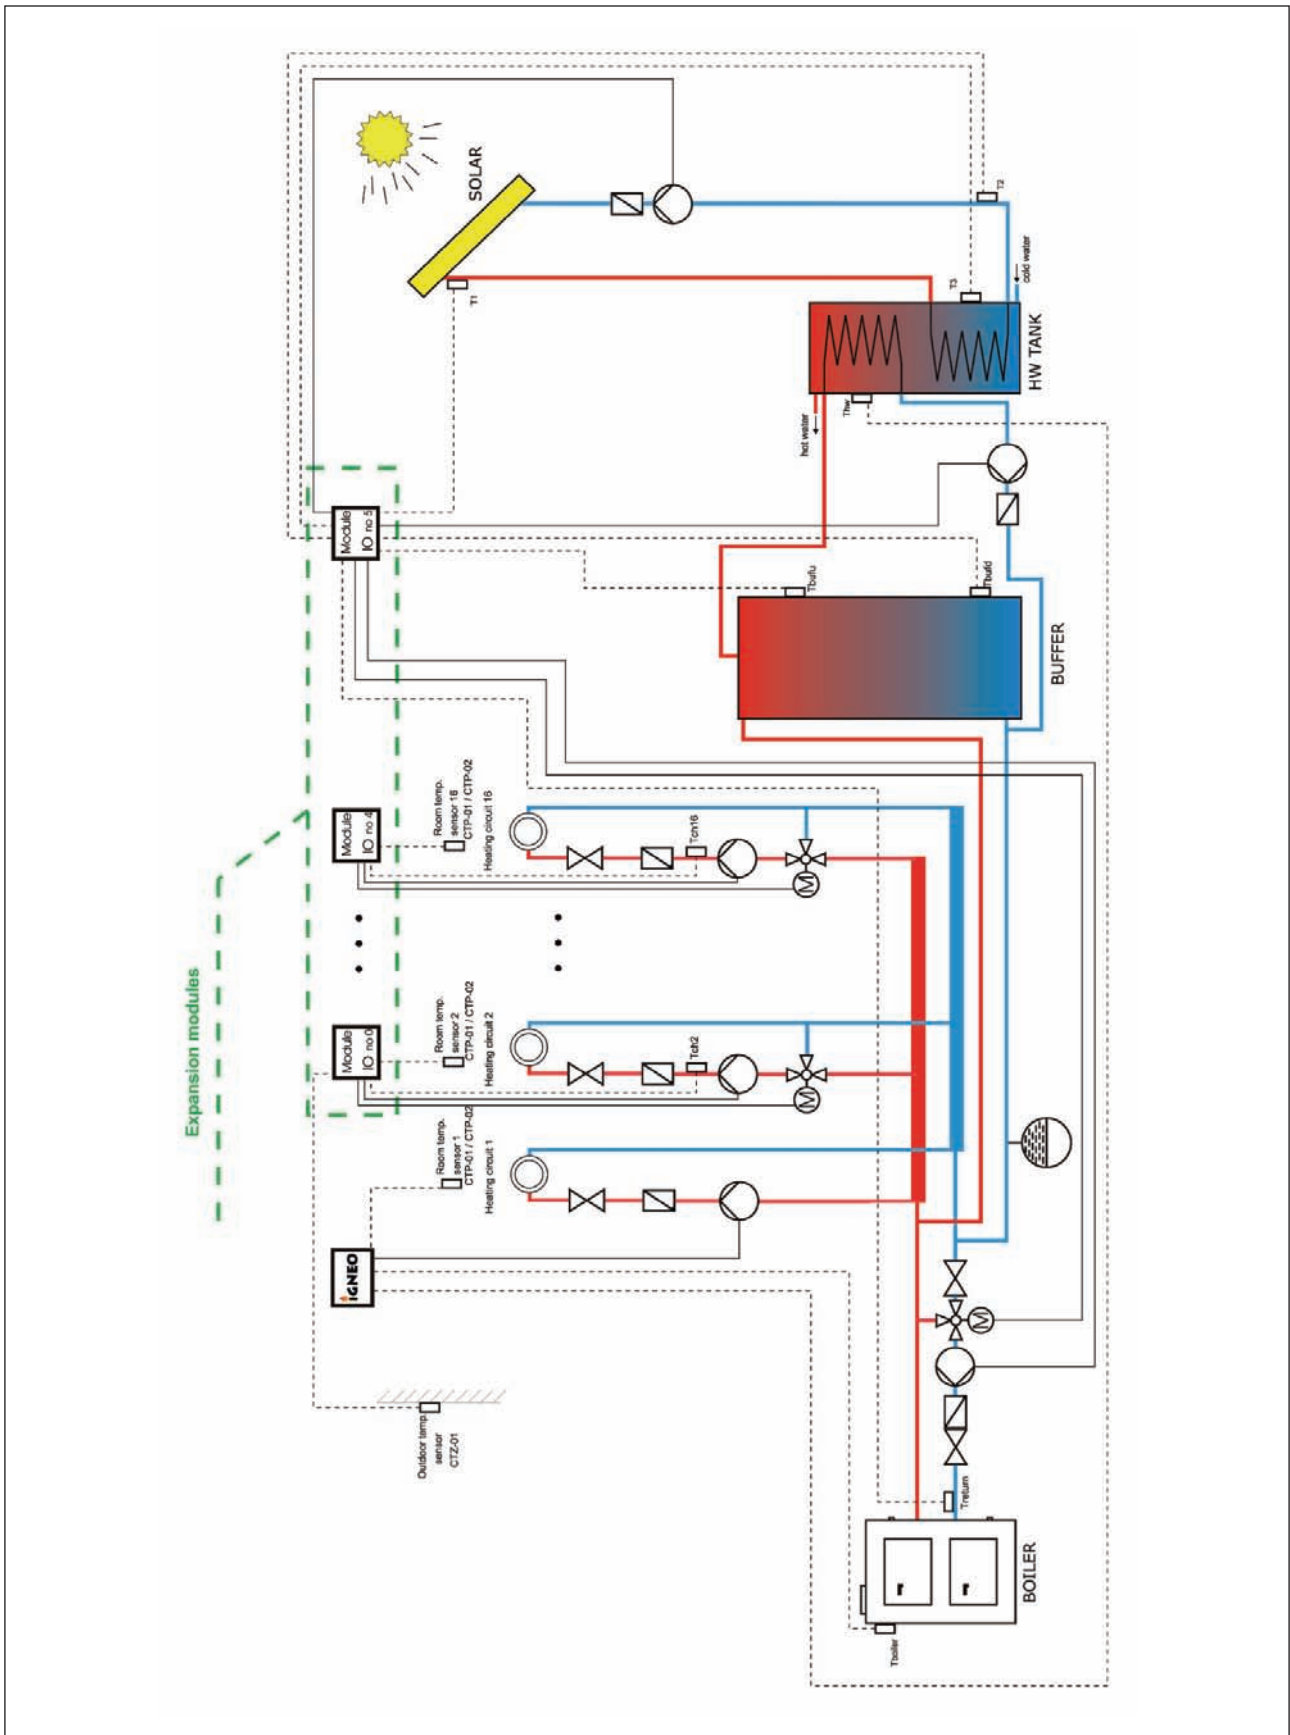 Expansion modules
iGNEO
Module
IO no 0
Module
IO no 4
Module
IO no 5
Outdoor temp.
sensor
CTZ-01
Room temp.
sensor 1
CTP-01 / CTP-02
Heating circuit 1
Room temp.
sensor 2
CTP-01 / CTP-02
Heating circuit 2
Room temp.
sensor 16
CTP-01 / CTP-02
Heating circuit 16
SOLAR
T1
T2
T3
Tch2
Tch16
M
M
M
Tbufu
Tbufd
Thw
hot water
cold water
HW TANK
BUFFER
Treturn
Tboiler
BOILER